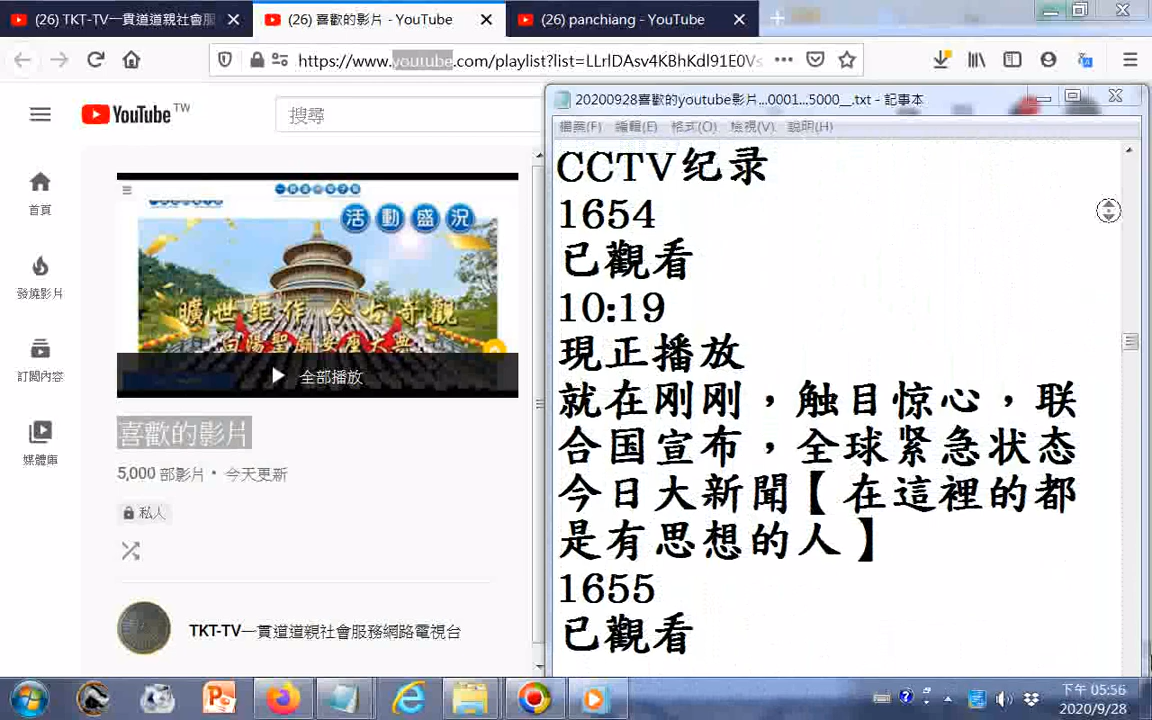 (26) TKT-TV一貫道道親社會服
(26) 喜歡的影片 - YouTube
(26) panchiang - YouTube
https://www.youtube.com/playlist?list=LLrlDAsv4KBhKdl91E0Vs
YouTube TW
搜尋
首頁
發燒影片
訂閱內容
媒體庫
活動盛況
曠世鉅作 今古奇觀
全部播放
喜歡的影片
5,000 部影片 • 今天更新
私人
TKT-TV一貫道道親社會服務網路電視台
20200928喜歡的youtube影片...0001...5000__.txt - 記事本
檔案(F) 編輯(E) 格式(O) 檢視(V) 說明(H)
CCTV纪录
1654
已觀看
10:19
現正播放
就在刚刚，触目惊心，联
合国宣布，全球紧急状态
今日大新聞【在這裡的都
是有思想的人】
1655
已觀看
下午 05:56
2020/9/28